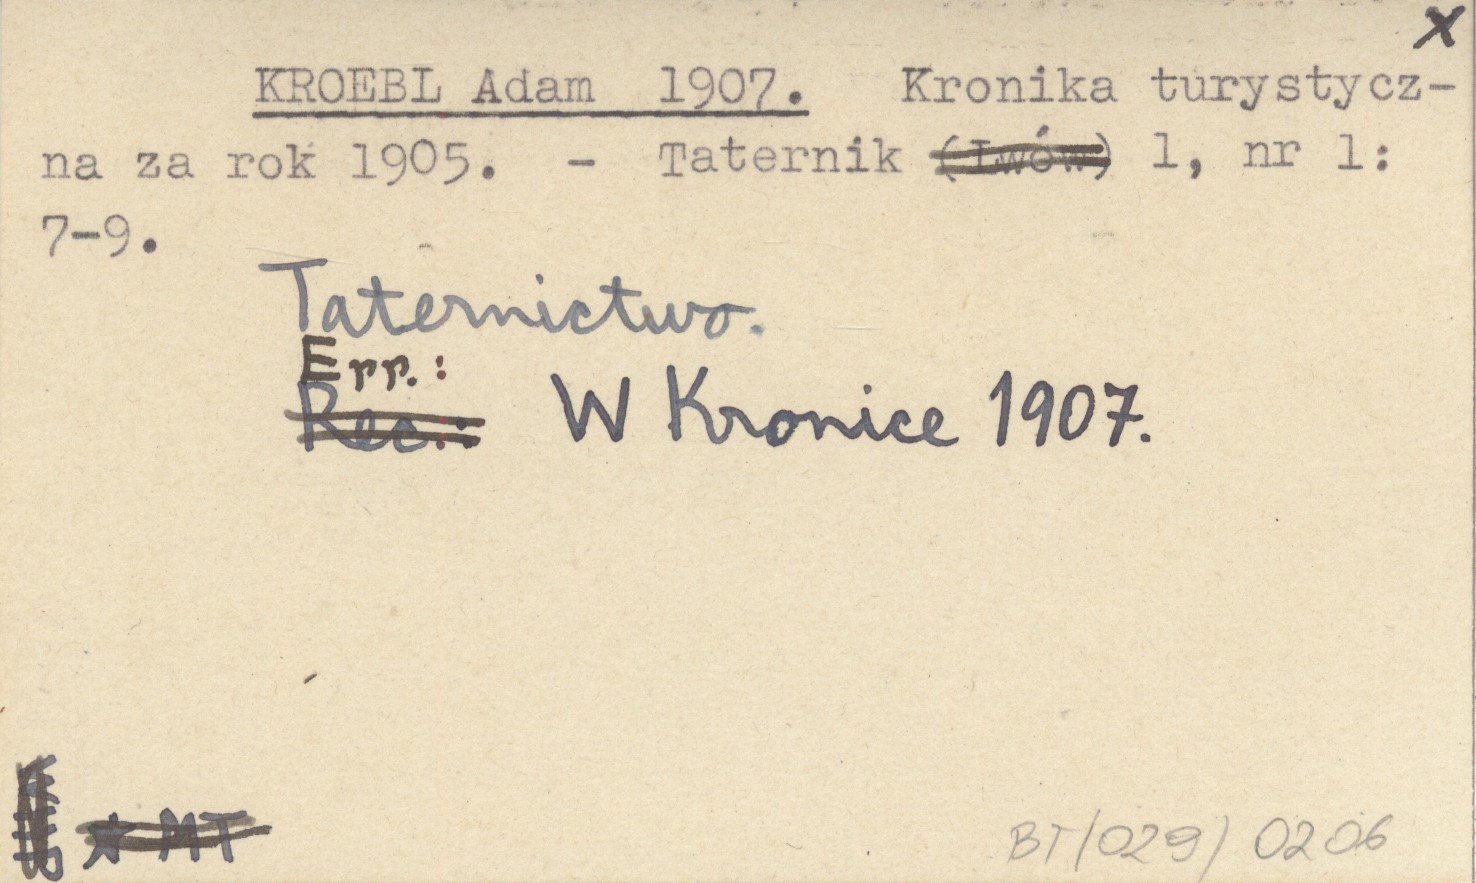 x
KROEBL Adam 1907. Kronika turystycz-
na za rok 1905. - Taternik (Lwów) 1, nr 1:
7-9.
Taternictwo.
Err.:
Rec.: W Kronice 1907.
★ MT
BT/029/0206